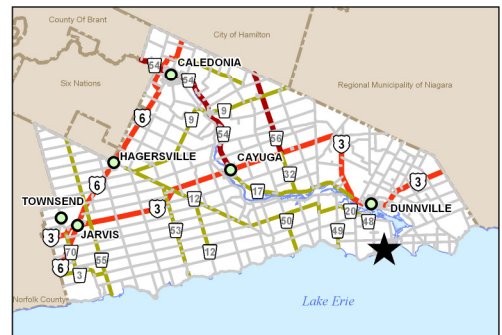 County Of Brant
City of Hamilton
54
CALEDONIA
54
Six Nations
Regional Municipality of Niagara
6
9
9
54
56
3
HAGERSVILLE
CAYUGA
32
6
17
3
TOWNSEND
12
3
DUNNVILLE
3
JARVIS
53
50
20
48
49
70
6
3
55
12
Norfolk County
Lake Erie